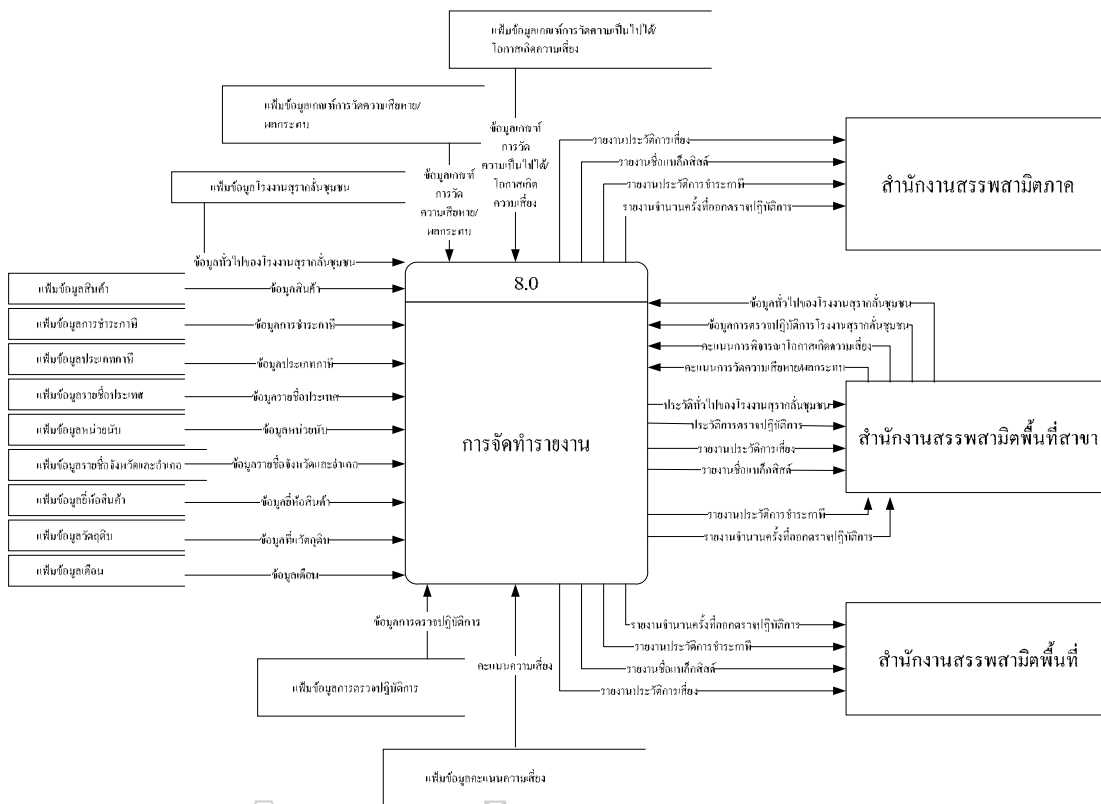 แฟ้มข้อมูลเกณฑ์การวัดความเป็นไปได้/
โอกาสเกิดความเสี่ยง
แฟ้มข้อมูลเกณฑ์การวัดความเสียหาย/
ผลกระทบ
แฟ้มข้อมูลโรงงานสุรากลั่นชุมชน
ข้อมูลเกณฑ์
การวัด
ความเสียหาย/
ผลกระทบ
ข้อมูลเกณฑ์
การวัด
ความเป็นไปได้/
โอกาสเกิด
ความเสี่ยง
รายงานประวัติการเสี่ยง
รายงานชื่อแบล็กลิสต์
รายงานประวัติการชำระภาษี
รายงานจำนวนครั้งที่ออกตรวจปฏิบัติการ
สำนักงานสรรพสามิตภาค
ข้อมูลทั่วไปของโรงงานสุรากลั่นชุมชน
แฟ้มข้อมูลสินค้า
ข้อมูลสินค้า
แฟ้มข้อมูลการชำระภาษี
ข้อมูลการชำระภาษี
แฟ้มข้อมูลประเภทภาษี
ข้อมูลประเภทภาษี
แฟ้มข้อมูลรายชื่อประเทศ
ข้อมูลรายชื่อประเทศ
แฟ้มข้อมูลหน่วยนับ
ข้อมูลหน่วยนับ
แฟ้มข้อมูลรายชื่อจังหวัดและอำเภอ
ข้อมูลรายชื่อจังหวัดและอำเภอ
แฟ้มข้อมูลยี่ห้อสินค้า
ข้อมูลยี่ห้อสินค้า
แฟ้มข้อมูลวัตถุดิบ
ข้อมูลที่แวัตถุดิบ
แฟ้มข้อมูลเดือน
ข้อมูลเดือน
8.0
การจัดทำรายงาน
ข้อมูลทั่วไปของโรงงานสุรากลั่นชุมชน
ข้อมูลการตรวจปฏิบัติการโรงงานสุรากลั่นชุมชน
คะแนนการพิจารณาโอกาสเกิดความเสี่ยง
คะแนนการวัดความเสียหาย/ผลกระทบ
ประวัติทั่วไปของโรงงานสุรากลั่นชุมชน
ประวัติการตรวจปฏิบัติการ
รายงานประวัติการเสี่ยง
รายงานชื่อแบล็กลิสต์
รายงานประวัติการชำระภาษี
รายงานจำนวนครั้งที่ออกตรวจปฏิบัติการ
สำนักงานสรรพสามิตพื้นที่สาขา
รายงานจำนวนครั้งที่ออกตรวจปฏิบัติการ
รายงานประวัติการชำระภาษี
รายงานชื่อแบล็กลิสต์
รายงานประวัติการเสี่ยง
สำนักงานสรรพสามิตพื้นที่
ข้อมูลการตรวจปฏิบัติการ
แฟ้มข้อมูลการตรวจปฏิบัติการ
คะแนนความเสี่ยง
แฟ้มข้อมูลคะแนนความเสี่ยง